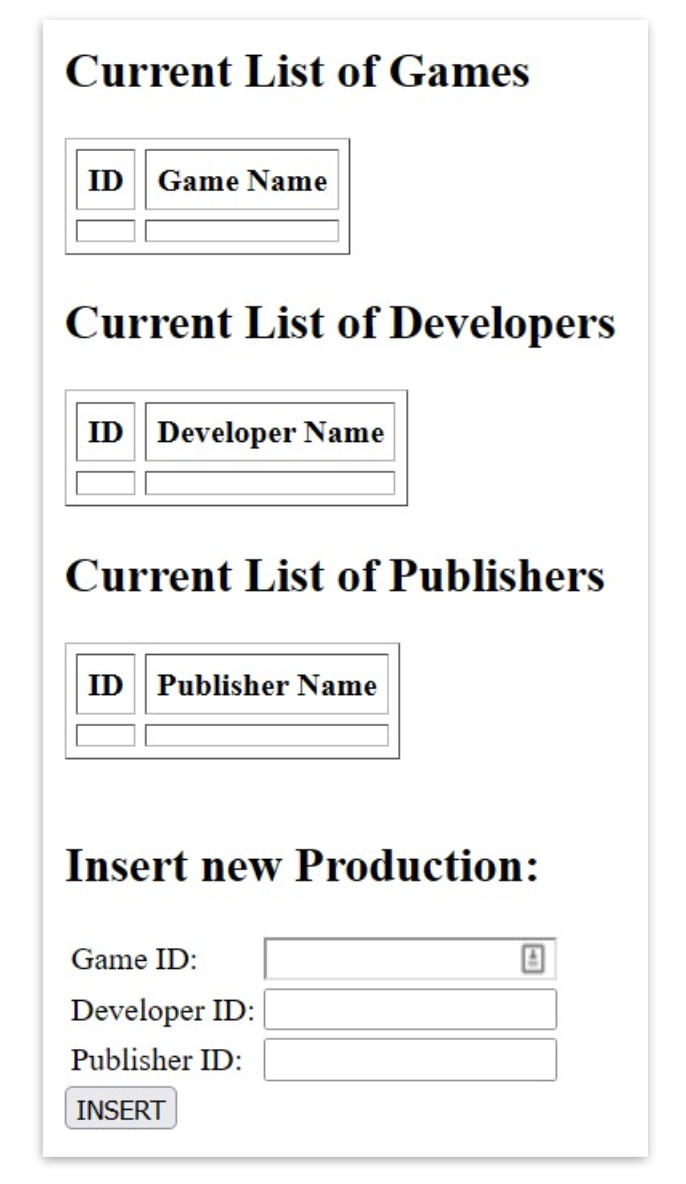 Current List of Games
ID Game Name
Current List of Developers
ID Developer Name
Current List of Publishers
ID Publisher Name
Insert new Production:
Game ID:
Developer ID:
Publisher ID:
INSERT